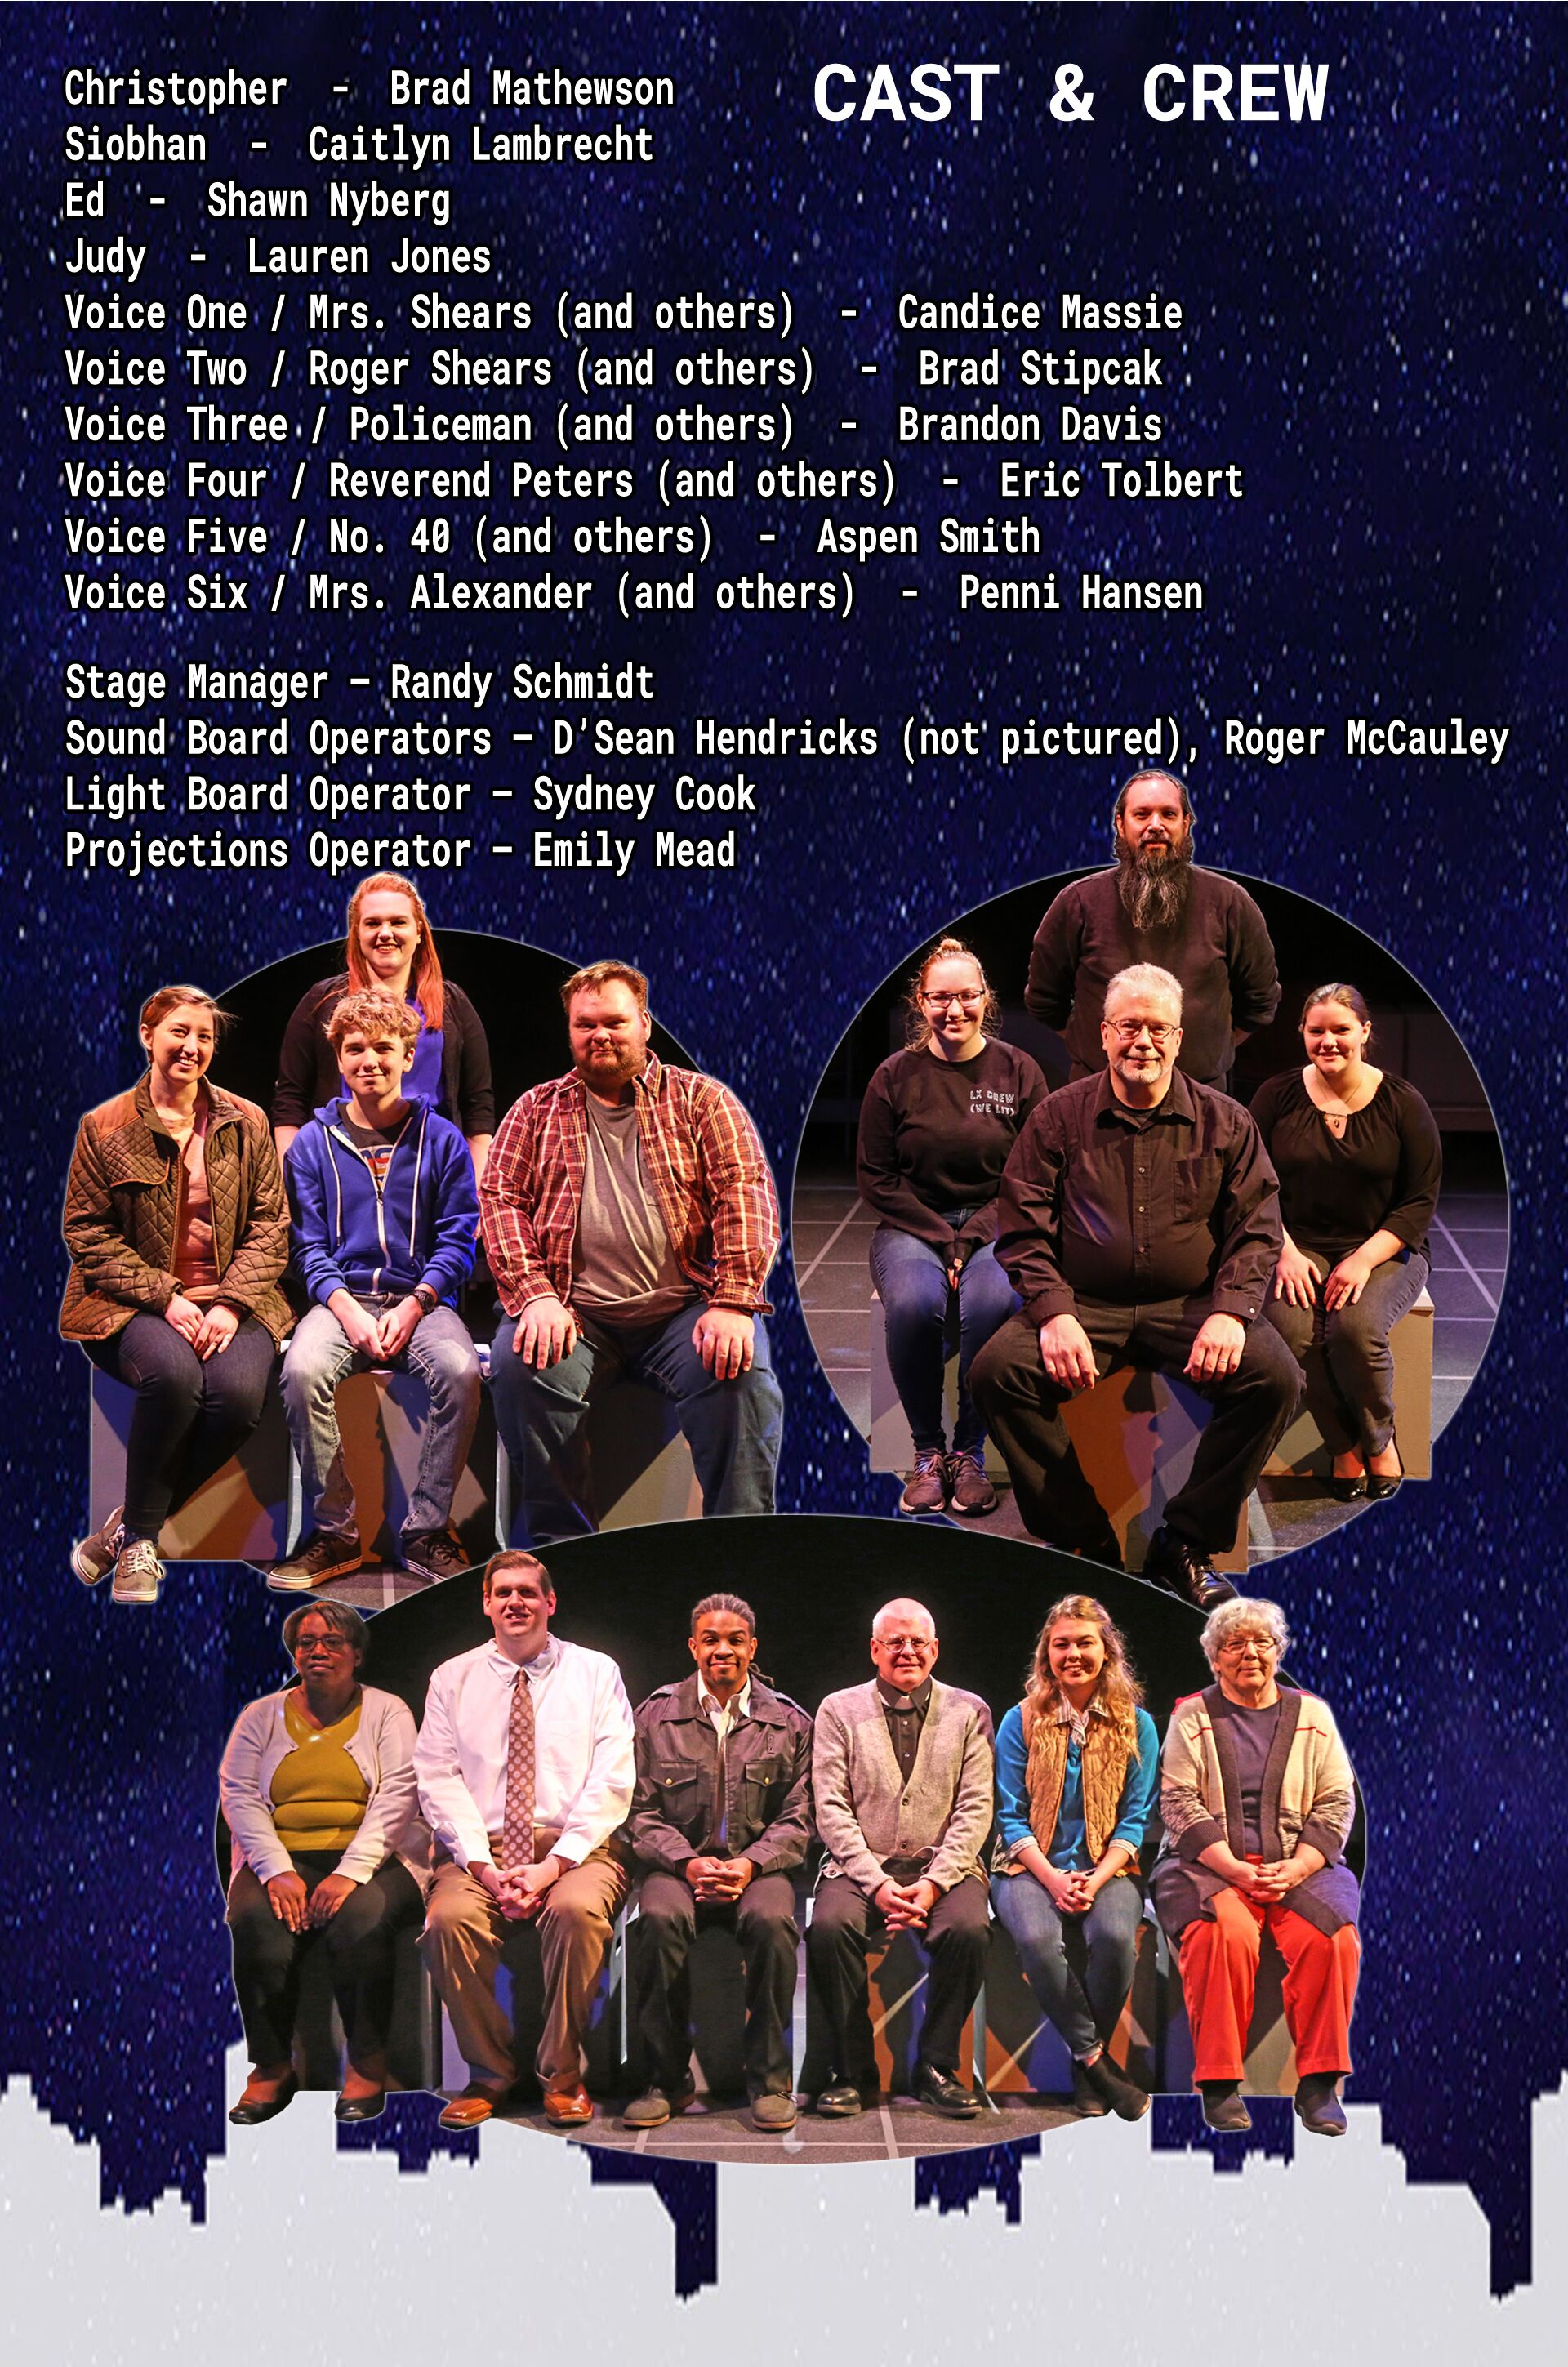 CAST & CREW
Christopher - Brad Mathewson
Siobhan - Caitlyn Lambrecht
Ed - Shawn Nyberg
Judy - Lauren Jones
Voice One / Mrs. Shears (and others) - Candice Massie
Voice Two / Roger Shears (and others) - Brad Stipcak
Voice Three / Policeman (and others) - Brandon Davis
Voice Four / Reverend Peters (and others) - Eric Tolbert
Voice Five / No. 40 (and others) - Aspen Smith
Voice Six / Mrs. Alexander (and others) - Penni Hansen
Stage Manager – Randy Schmidt
Sound Board Operators – D’Sean Hendricks (not pictured), Roger McCauley
Light Board Operator – Sydney Cook
Projections Operator – Emily Mead
LX CREW
(WE LIT)